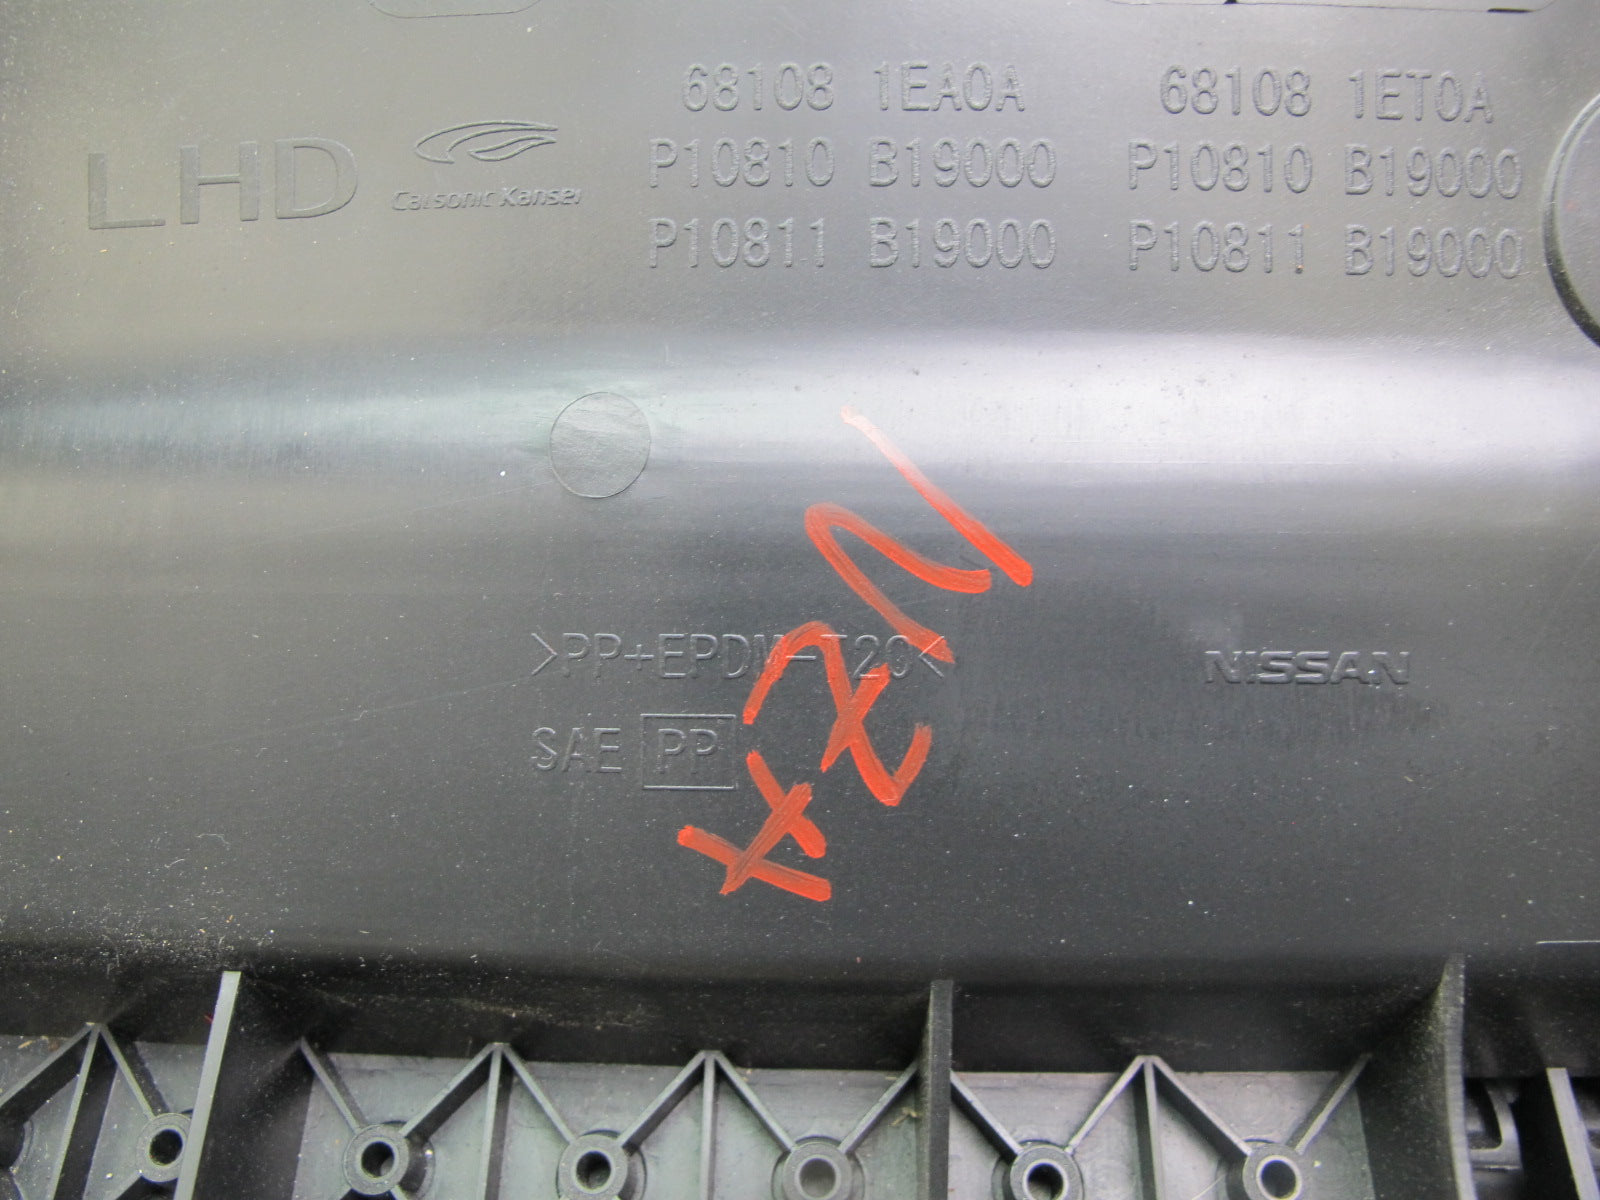 68108 1EA0A
P10810 B19000
P10811 B19000
68108 1ET0A
P10810 B19000
P10811 B19000
LHD
Calsonic Kansei
>PP+EPDM-T20<
SAE PP
NISSAN